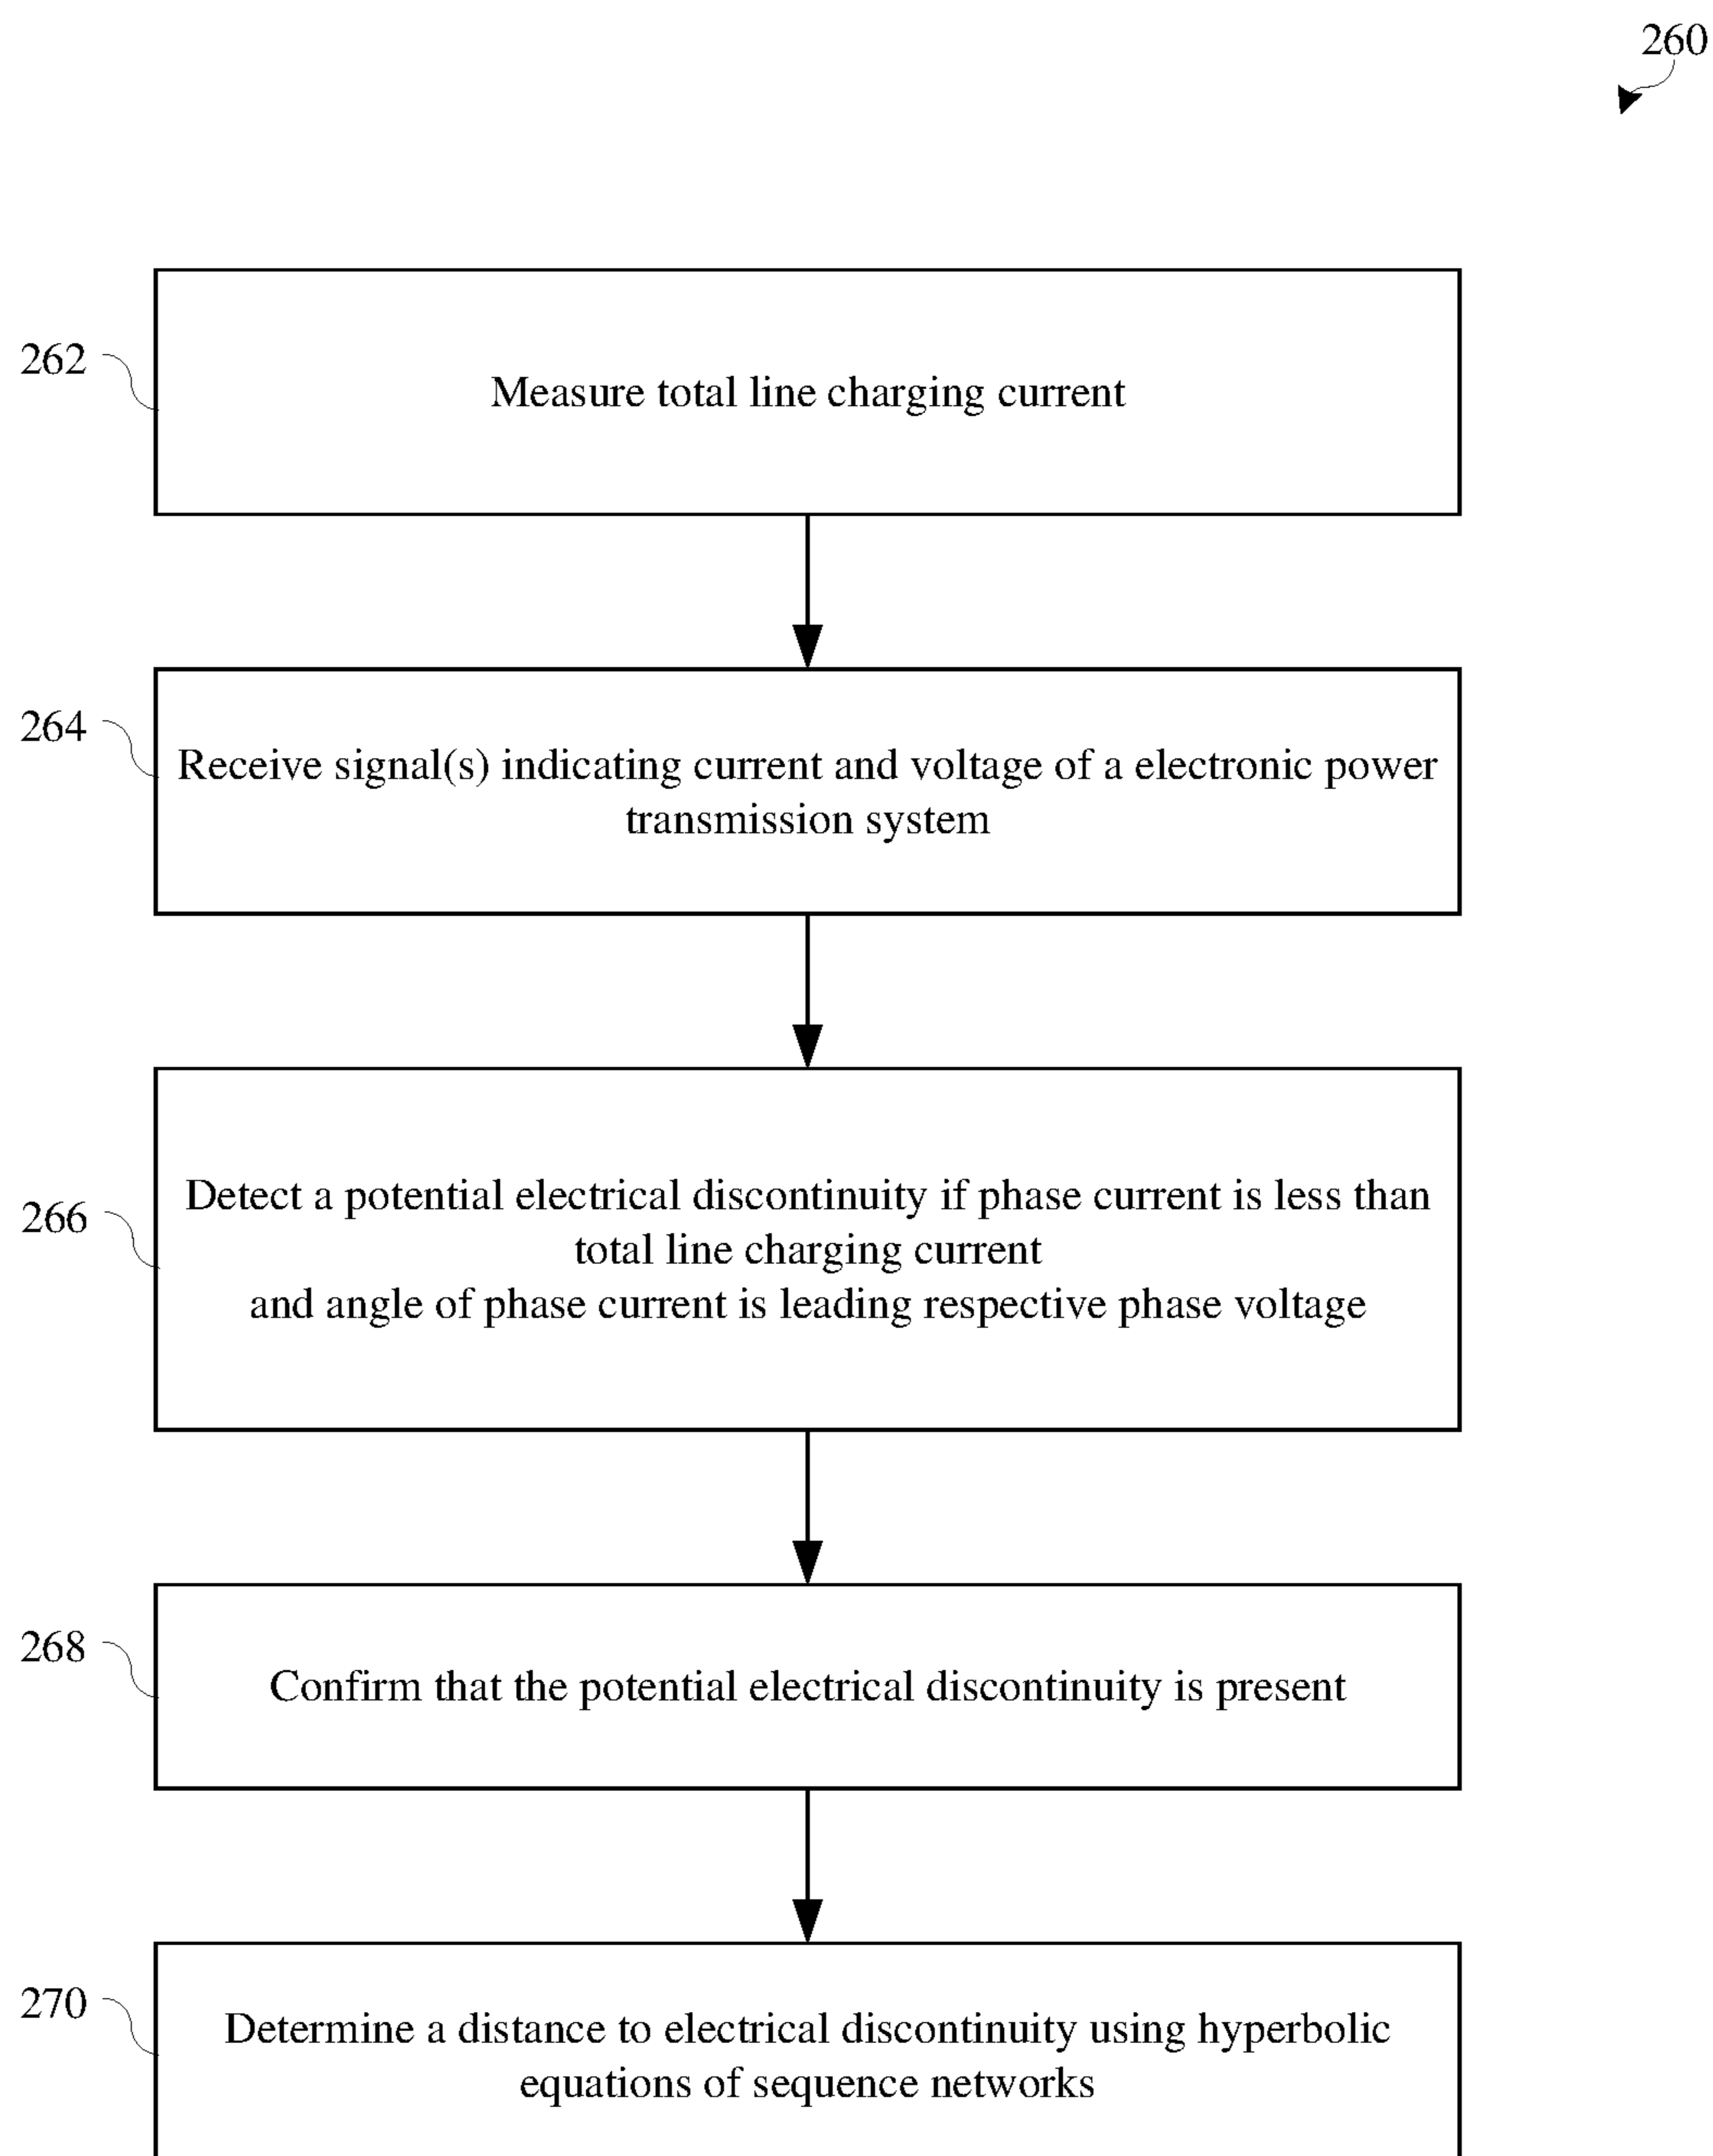 260
262
Measure total line charging current
264
Receive signal(s) indicating current and voltage of a electronic power
transmission system
266
Detect a potential electrical discontinuity if phase current is less than
total line charging current
and angle of phase current is leading respective phase voltage
268
Confirm that the potential electrical discontinuity is present
270
Determine a distance to electrical discontinuity using hyperbolic
equations of sequence networks